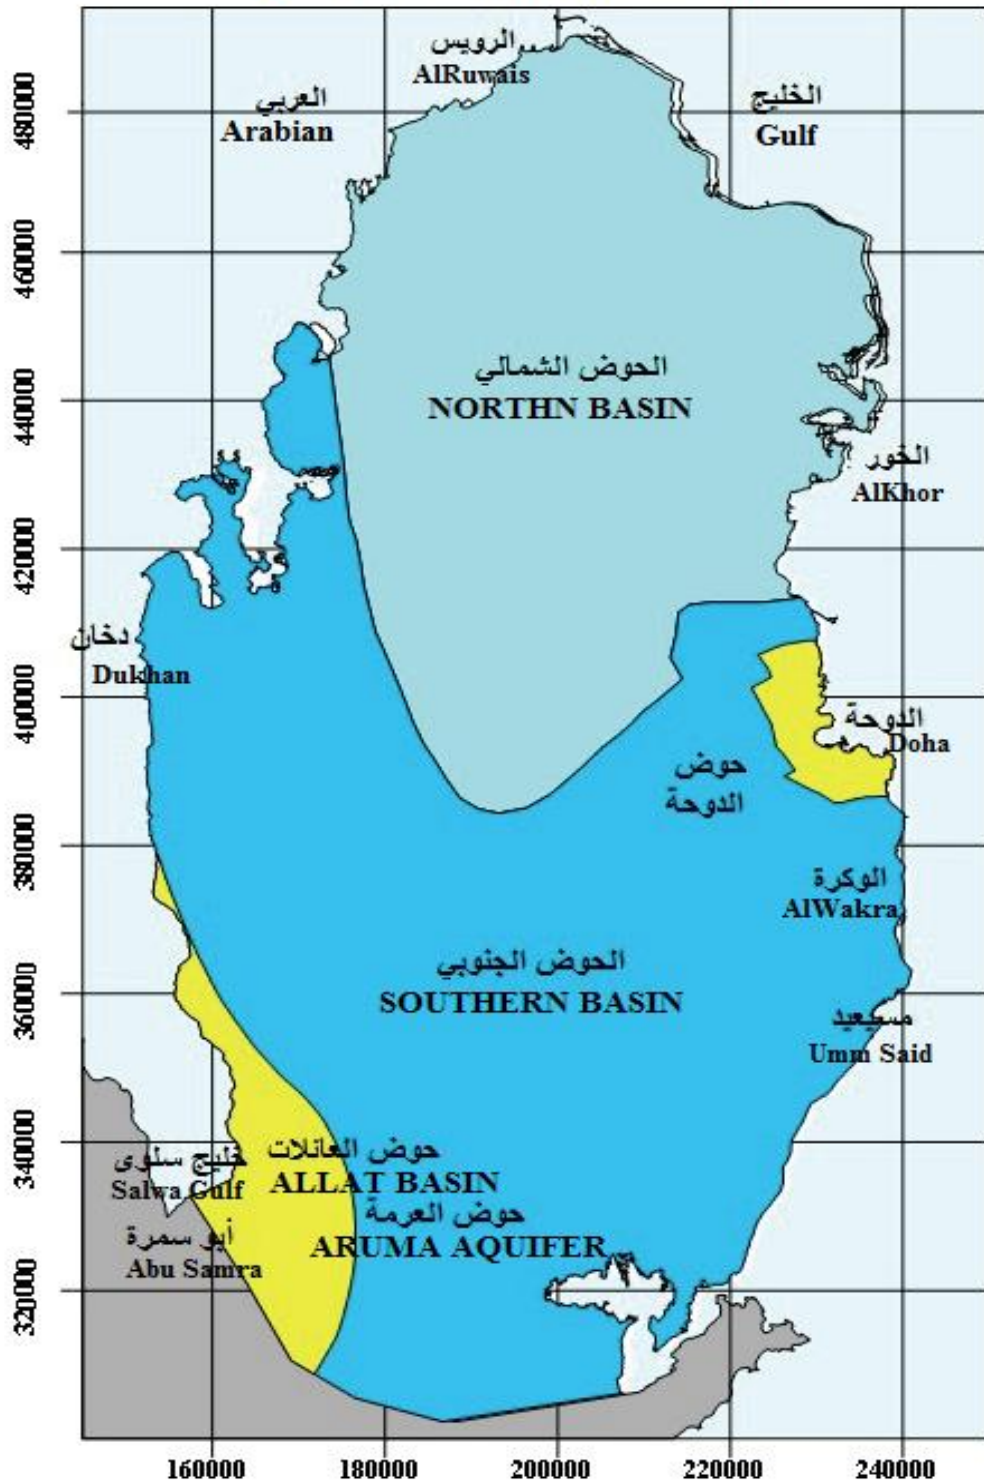 الرويس
AlRuwais
العربي
Arabian
الخليج
Gulf
الحوض الشمالي
NORTHN BASIN
الخور
AlKhor
دخان
Dukhan
الدوحة
Doha
حوض
الدوحة
الوكرة
AlWakra
الحوض الجنوبي
SOUTHERN BASIN
مسيعيد
Umm Said
حوض العانلات
ALLAT BASIN
خليج سلوى
Salwa Gulf
حوض العرمة
ARUMA AQUIFER
أبو سمرة
Abu Samra
480000
460000
440000
420000
400000
380000
360000
340000
320000
160000 180000 200000 220000 240000